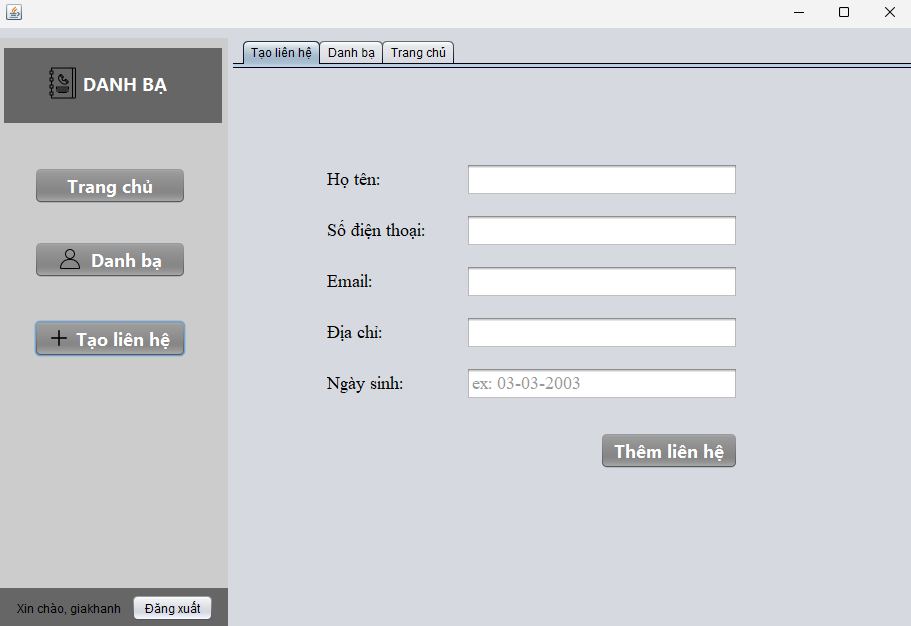 DANH BẠ
Trang chủ
Danh bạ
Tạo liên hệ
Xin chào, giakhanh
Đăng xuất
Tạo liên hệ
Danh bạ
Trang chủ
Họ tên:
Số điện thoại:
Email:
Địa chỉ:
Ngày sinh:
ex: 03-03-2003
Thêm liên hệ